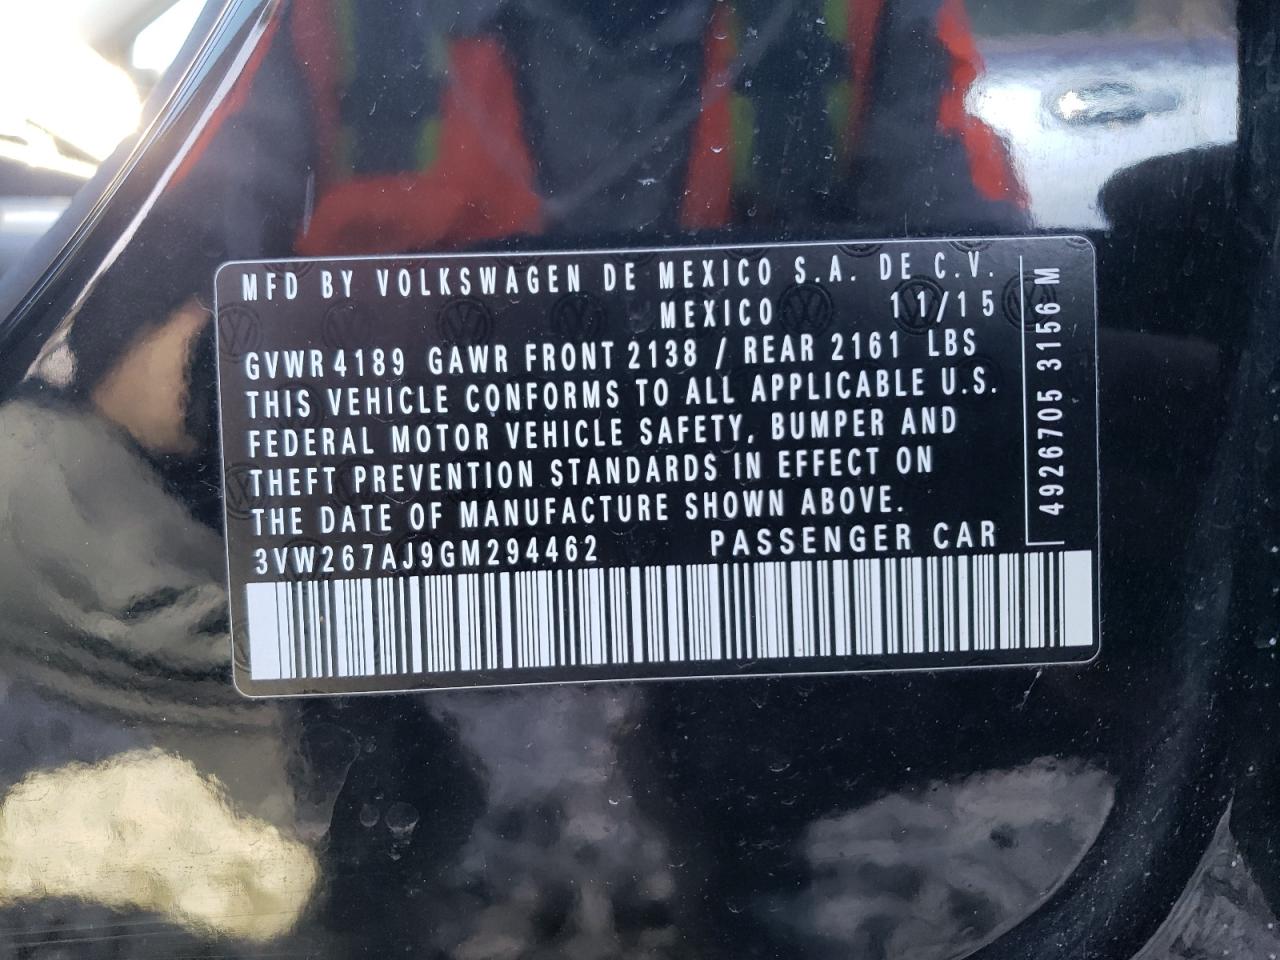 MFD BY VOLKSWAGEN DE MEXICO S.A. DE C.V.
MEXICO 11/15
GVWR 4189 GAWR FRONT 2138 / REAR 2161 LBS
THIS VEHICLE CONFORMS TO ALL APPLICABLE U.S.
FEDERAL MOTOR VEHICLE SAFETY, BUMPER AND
THEFT PREVENTION STANDARDS IN EFFECT ON
THE DATE OF MANUFACTURE SHOWN ABOVE.
3VW267AJ9GM294462 PASSENGER CAR
4926705 3156 M